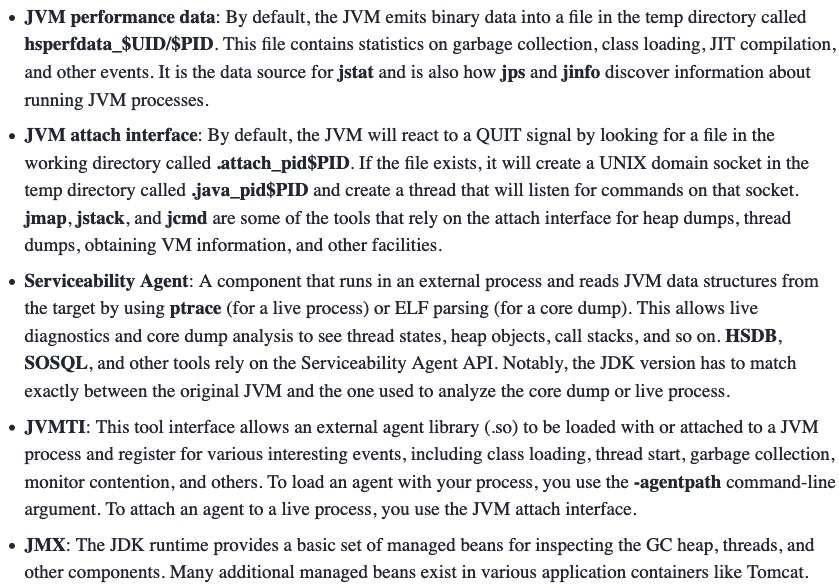 • JVM performance data: By default, the JVM emits binary data into a file in the temp directory called
hsperfdata_$UID/$PID. This file contains statistics on garbage collection, class loading, JIT compilation,
and other events. It is the data source for jstat and is also how jps and jinfo discover information about
running JVM processes.
• JVM attach interface: By default, the JVM will react to a QUIT signal by looking for a file in the
working directory called .attach_pid$PID. If the file exists, it will create a UNIX domain socket in the
temp directory called .java_pid$PID and create a thread that will listen for commands on that socket.
jmap, jstack, and jcmd are some of the tools that rely on the attach interface for heap dumps, thread
dumps, obtaining VM information, and other facilities.
• Serviceability Agent: A component that runs in an external process and reads JVM data structures from
the target by using ptrace (for a live process) or ELF parsing (for a core dump). This allows live
diagnostics and core dump analysis to see thread states, heap objects, call stacks, and so on. HSDB,
SOSQL, and other tools rely on the Serviceability Agent API. Notably, the JDK version has to match
exactly between the original JVM and the one used to analyze the core dump or live process.
• JVMTI: This tool interface allows an external agent library (.so) to be loaded with or attached to a JVM
process and register for various interesting events, including class loading, thread start, garbage collection,
monitor contention, and others. To load an agent with your process, you use the -agentpath command-line
argument. To attach an agent to a live process, you use the JVM attach interface.
• JMX: The JDK runtime provides a basic set of managed beans for inspecting the GC heap, threads, and
other components. Many additional managed beans exist in various application containers like Tomcat.